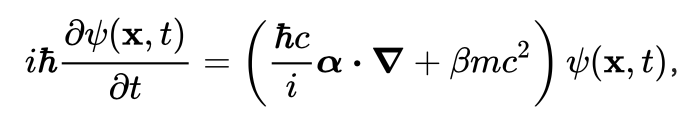 iħ ∂ψ(𝐱, t)/∂t = (ħc/i 𝛂 · 𝛁 + βmc²) ψ(𝐱, t),